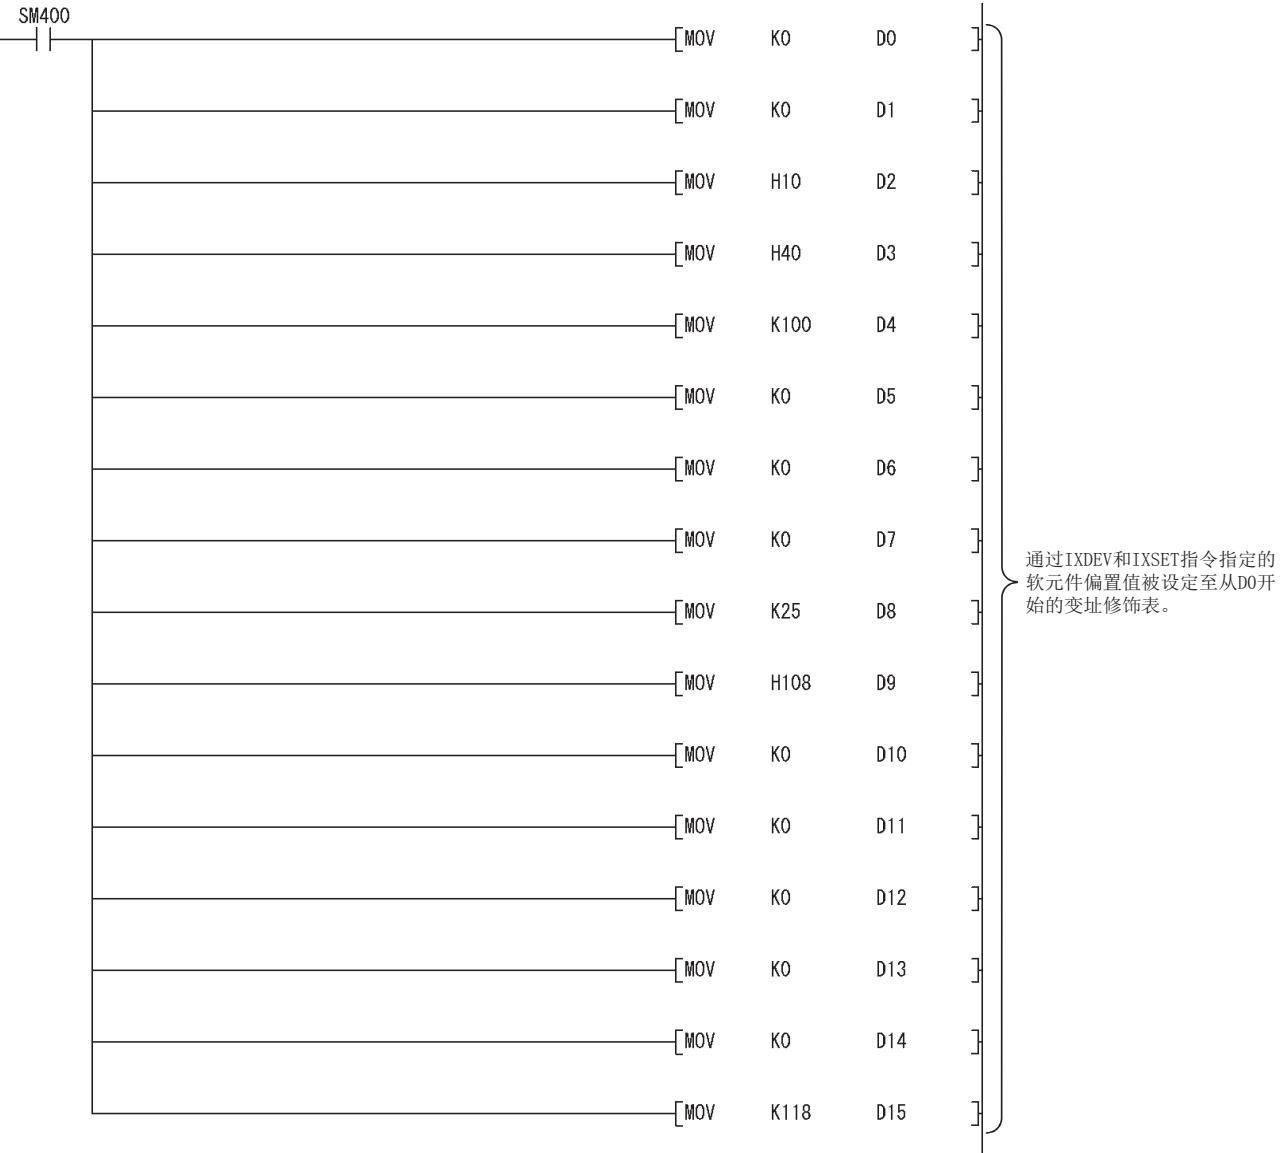 SM400
MOV K0 D0
MOV K0 D1
MOV H10 D2
MOV H40 D3
MOV K100 D4
MOV K0 D5
MOV K0 D6
MOV K0 D7
MOV K25 D8
MOV H108 D9
MOV K0 D10
MOV K0 D11
MOV K0 D12
MOV K0 D13
MOV K0 D14
MOV K118 D15
通过IXDEV和IXSET指令指定的
软元件偏置值被设定至从D0开
始的变址修饰表。